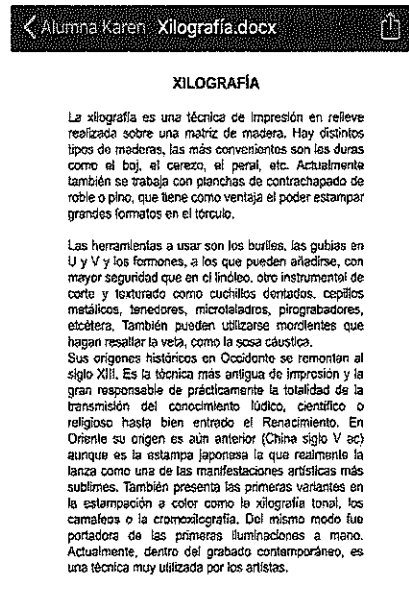 Alumna Karen Xilografía.docx
XILOGRAFÍA
La xilografía es una técnica de impresión en relieve
realizada sobre una matriz de madera. Hay distintos
tipos de maderas, las más convenientes son las duras
como el boj, el cerezo, el peral, etc. Actualmente
también se trabaja con planchas de contrachapado de
roble o pino, que tiene como ventaja el poder estampar
grandes formatos en el tórculo.
Las herramientas a usar son los buriles, las gubias en
U y V y los formones, a los que pueden añadirse, con
mayor seguridad que en el linóleo, otro instrumental de
corte y texturado como cuchillos dentados, cepillos
metálicos, tenedores, microtaladros, pirograbadores,
etcétera. También pueden utilizarse mordientes que
hagan resaltar la veta, como la sosa cáustica.
Sus orígenes históricos en Occidente se remontan al
siglo XIII. Es la técnica más antigua de impresión y la
gran responsable de prácticamente la totalidad de la
transmisión del conocimiento lúdico, científico o
religioso hasta bien entrado el Renacimiento. En
Oriente su origen es aún anterior (China siglo V ac)
aunque es la estampa japonesa la que realmente la
lanza como una de las manifestaciones artísticas más
sublimes. También presenta las primeras variantes en
la estampación a color como la xilografía tonal, los
camafeos o la cromoxilografía. Del mismo modo fue
portadora de las primeras iluminaciones a mano.
Actualmente, dentro del grabado contemporáneo, es
una técnica muy utilizada por los artistas.